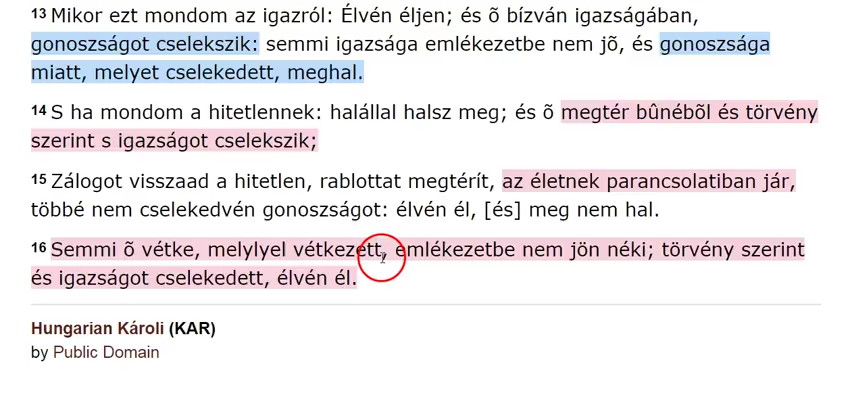 13 Mikor ezt mondom az igazról: Élvén éljen; és õ bízván igazságában,
gonoszságot cselekszik: semmi igazsága emlékezetbe nem jõ, és gonoszsága
miatt, melyet cselekedett, meghal.
14 S ha mondom a hitetlennek: halállal halsz meg; és õ megtér bûnébõl és törvény
szerint s igazságot cselekszik;
15 Zálogot visszaad a hitetlen, rablottat megtérít, az életnek parancsolatiban jár,
többé nem cselekedvén gonoszságot: élvén él, [és] meg nem hal.
16 Semmi õ vétke, melylyel vétkezett, emlékezetbe nem jön néki; törvény szerint
és igazságot cselekedett, élvén él.
Hungarian Károli (KAR)
by Public Domain